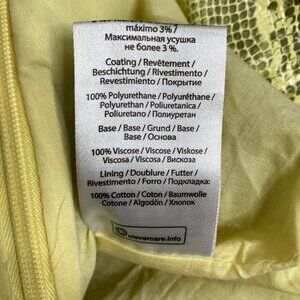 máximo 3% /
Максимальная усушка
не более 3 %.
Coating / Revêtement /
Beschichtung / Rivestimento /
Revestimiento / Покрытие
100% Polyurethane / Polyuréthane /
Polyurethan / Poliuretanica /
Poliuretano / Полиуретан
Base / Base / Grund / Base /
Base / Основа
100% Viscose / Viscose / Viskose /
Viscosa / Viscosa / Вискоза
Lining / Doublure / Futter /
Rivestimento / Forro / Подкладка:
100% Cotton / Coton / Baumwolle
Cotone / Algodón / Хлопок
clevercare.info